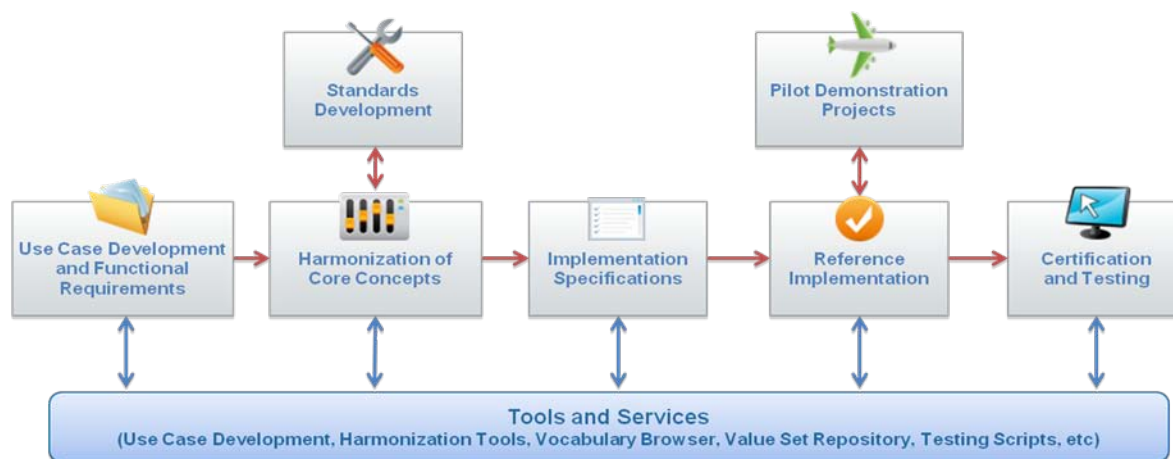 Standards
Development
Pilot Demonstration
Projects
Use Case Development
and Functional
Requirements
Harmonization of
Core Concepts
Implementation
Specifications
Reference
Implementation
Certification
and Testing
Tools and Services
(Use Case Development, Harmonization Tools, Vocabulary Browser, Value Set Repository, Testing Scripts, etc)